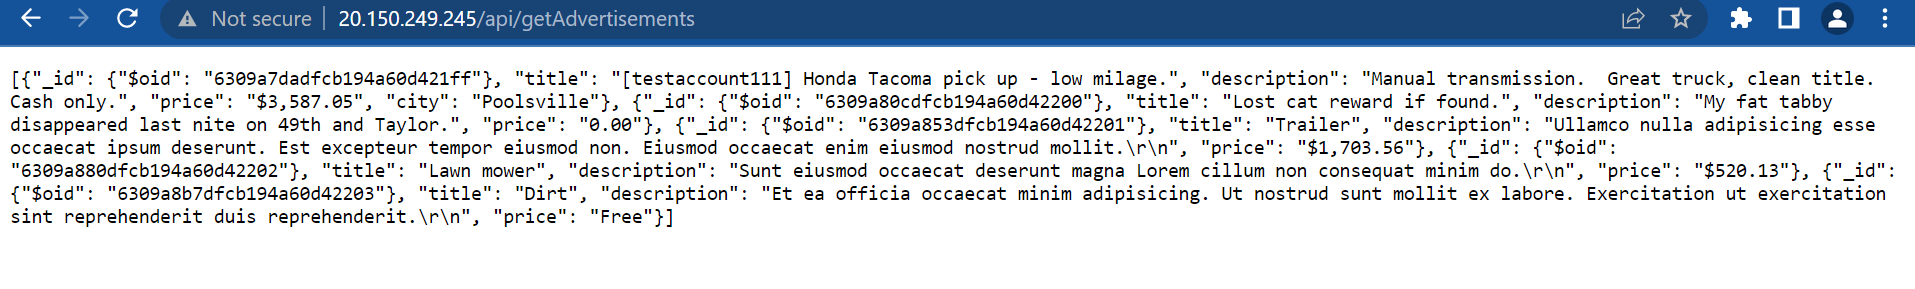 Not secure | 20.150.249.245/api/getAdvertisements
[{"_id": {"$oid": "6309a7dadfcb194a60d421ff"}, "title": "[testaccount111] Honda Tacoma pick up - low milage.", "description": "Manual transmission.  Great truck, clean title.
Cash only.", "price": "$3,587.05", "city": "Poolsville"}, {"_id": {"$oid": "6309a80cdfcb194a60d42200"}, "title": "Lost cat reward if found.", "description": "My fat tabby
disappeared last nite on 49th and Taylor.", "price": "0.00"}, {"_id": {"$oid": "6309a853dfcb194a60d42201"}, "title": "Trailer", "description": "Ullamco nulla adipisicing esse
occaecat ipsum deserunt. Est excepteur tempor eiusmod non. Eiusmod occaecat enim eiusmod nostrud mollit.\r\n", "price": "$1,703.56"}, {"_id": {"$oid":
"6309a880dfcb194a60d42202"}, "title": "Lawn mower", "description": "Sunt eiusmod occaecat deserunt magna Lorem cillum non consequat minim do.\r\n", "price": "$520.13"}, {"_id":
{"$oid": "6309a8b7dfcb194a60d42203"}, "title": "Dirt", "description": "Et ea officia occaecat minim adipisicing. Ut nostrud sunt mollit ex labore. Exercitation ut exercitation
sint reprehenderit duis reprehenderit.\r\n", "price": "Free"}]